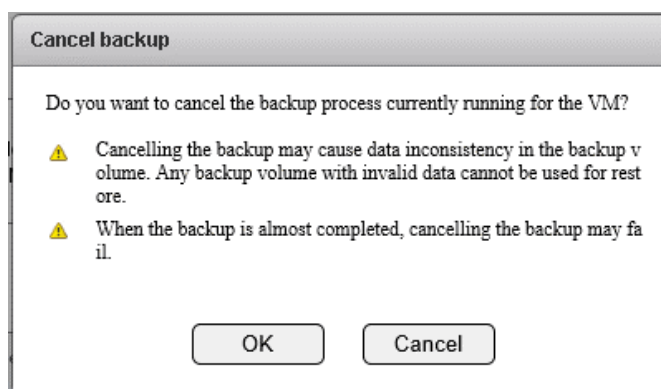 Cancel backup
Do you want to cancel the backup process currently running for the VM?
Cancelling the backup may cause data inconsistency in the backup v
olume. Any backup volume with invalid data cannot be used for rest
ore.
When the backup is almost completed, cancelling the backup may fa
il.
OK
Cancel